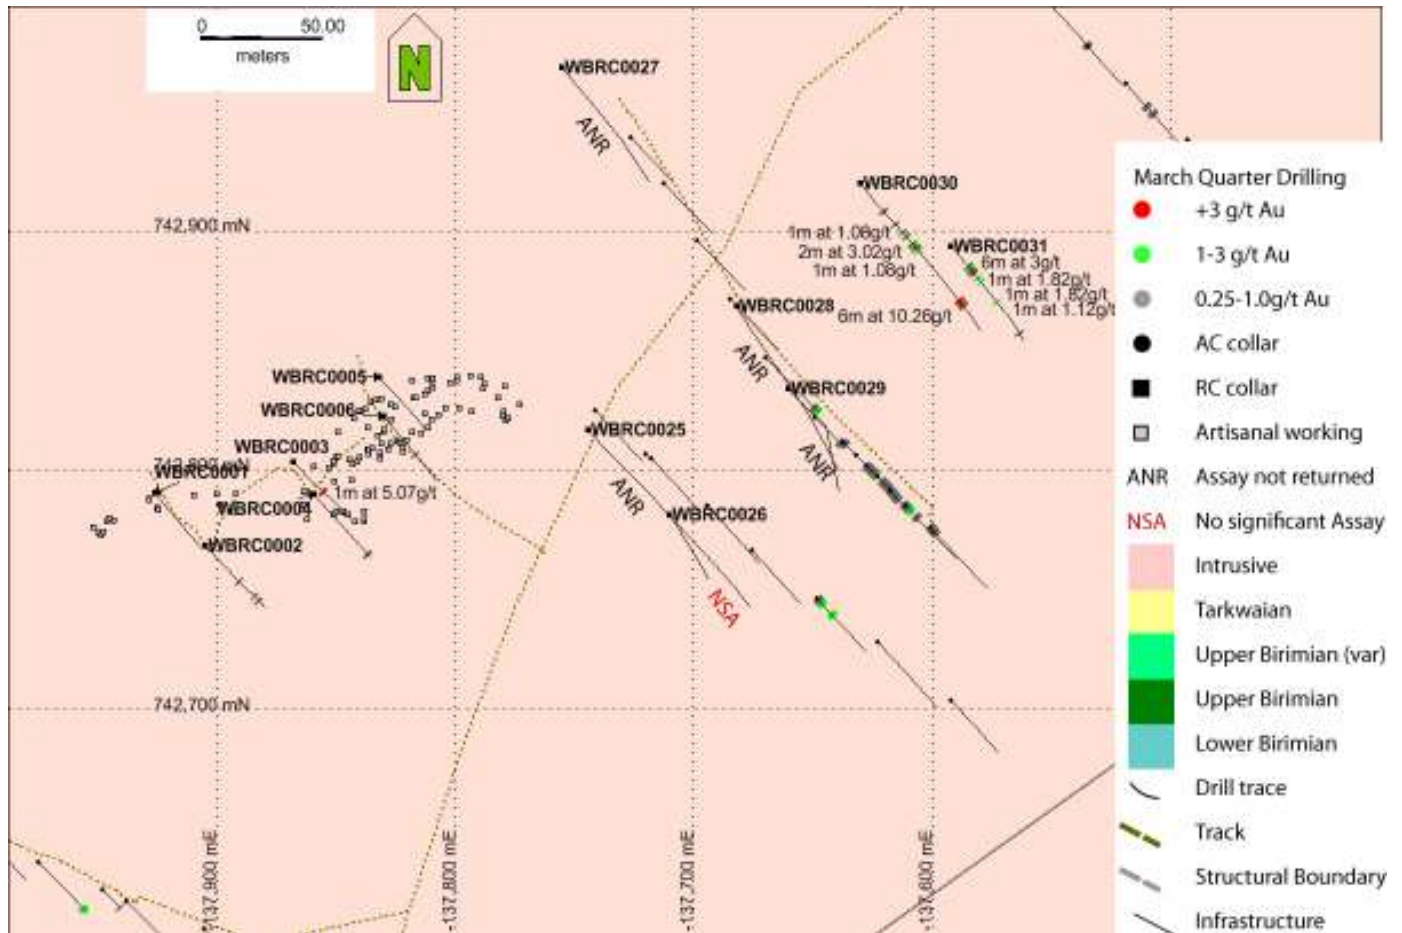 0 50.00
meters
N
WBRC0027
ANR
WBRC0030
742,900 mN
1m at 1.06g/t
2m at 3.02g/t
1m at 1.08g/t
6m at 10.26g/t
WBRC0031
6m at 3g/t
1m at 1.82g/t
1m at 1.82g/t
1m at 1.12g/t
WBRC0028
ANR
WBRC0029
ANR
WBRC0005
WBRC0006
WBRC0003
742,800 mN
WBRC0001
1m at 5.07g/t
WBRC0004
WBRC0002
WBRC0025
ANR
WBRC0026
NSA
742,700 mN
-137,900 mE
-137,800 mE
-137,700 mE
-137,600 mE
March Quarter Drilling
+3 g/t Au
1-3 g/t Au
0.25-1.0g/t Au
AC collar
RC collar
Artisanal working
ANR Assay not returned
NSA No significant Assay
Intrusive
Tarkwaian
Upper Birimian (var)
Upper Birimian
Lower Birimian
Drill trace
Track
Structural Boundary
Infrastructure